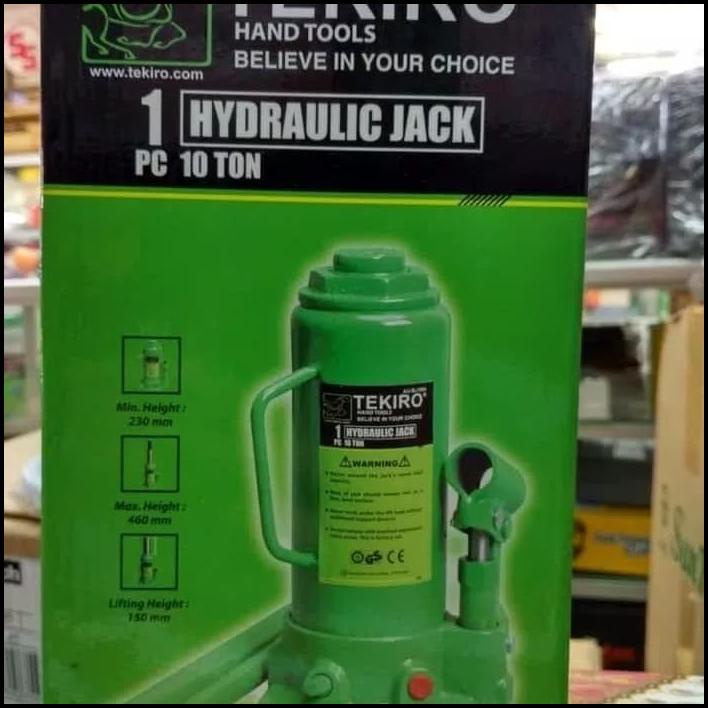 TEKIRO
HAND TOOLS
BELIEVE IN YOUR CHOICE
www.tekiro.com
1 HYDRAULIC JACK
PC 10 TON
Min. Height :
230 mm
Max. Height :
460 mm
Lifting Height :
150 mm
TEKIRO®
HAND TOOLS
BELIEVE IN YOUR CHOICE
1 HYDRAULIC JACK
PC 10 TON
WARNING
GS CE